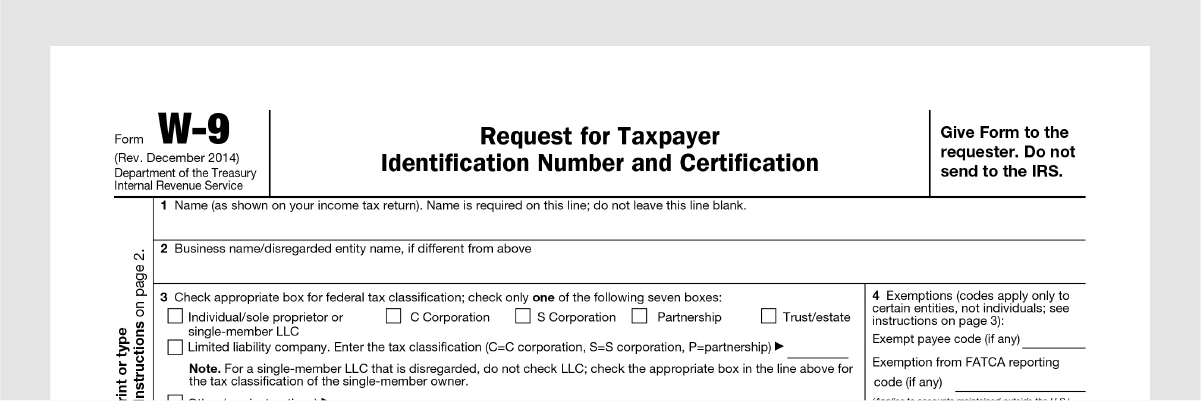 Form W-9
(Rev. December 2014)
Department of the Treasury
Internal Revenue Service
Request for Taxpayer
Identification Number and Certification
Give Form to the
requester. Do not
send to the IRS.
1 Name (as shown on your income tax return). Name is required on this line; do not leave this line blank.
2 Business name/disregarded entity name, if different from above
3 Check appropriate box for federal tax classification; check only one of the following seven boxes:
Individual/sole proprietor or
single-member LLC
C Corporation
S Corporation
Partnership
Trust/estate
Limited liability company. Enter the tax classification (C=C corporation, S=S corporation, P=partnership) ▶
Note. For a single-member LLC that is disregarded, do not check LLC; check the appropriate box in the line above for
the tax classification of the single-member owner.
4 Exemptions (codes apply only to
certain entities, not individuals; see
instructions on page 3):
Exempt payee code (if any)
Exemption from FATCA reporting
code (if any)
rint or type
nstructions on page 2.